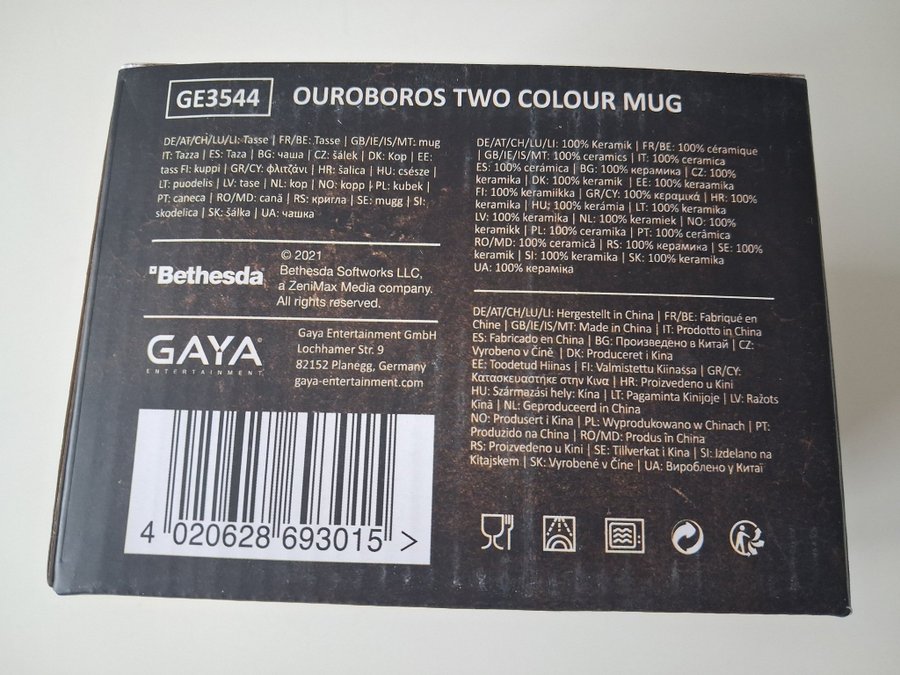 GE3544 OUROBOROS TWO COLOUR MUG
DE/AT/CH/LU/LI: Tasse | FR/BE: Tasse | GB/IE/IS/MT: mug
IT: Tazza | ES: Taza | BG: чаша | CZ: šálek | DK: Kop | EE:
tass FI: kuppi | GR/CY: φλιτζάνι | HR: šalica | HU: csésze |
LT: puodelis | LV: tase | NL: kop | NO: kopp | PL: kubek |
PT: caneca | RO/MD: cană | RS: кригла | SE: mugg | SI:
skodelica | SK: šálka | UA: чашка
Bethesda
© 2021
Bethesda Softworks LLC,
a ZeniMax Media company.
All rights reserved.
GAYA®
ENTERTAINMENT
Gaya Entertainment GmbH
Lochhamer Str. 9
82152 Planegg, Germany
gaya-entertainment.com
4 020628 693015 >
DE/AT/CH/LU/LI: 100% Keramik | FR/BE: 100% céramique
| GB/IE/IS/MT: 100% ceramics | IT: 100% ceramica
ES: 100% cerámica | BG: 100% керамика | CZ: 100%
keramika | DK: 100% keramik | EE: 100% keraamika
FI: 100% keramiikka | GR/CY: 100% κεραμικά | HR: 100%
keramika | HU: 100% kerámia | LT: 100% keramika
LV: 100% keramika | NL: 100% keramiek | NO: 100%
keramikk | PL: 100% ceramika | PT: 100% cerâmica
RO/MD: 100% ceramică | RS: 100% керамика | SE: 100%
keramik | SI: 100% keramika | SK: 100% keramika
UA: 100% кераміка
DE/AT/CH/LU/LI: Hergestellt in China | FR/BE: Fabriqué en
Chine | GB/IE/IS/MT: Made in China | IT: Prodotto in China
ES: Fabricado en China | BG: Произведено в Китай | CZ:
Vyrobeno v Číně | DK: Produceret i Kina
EE: Toodetud Hiinas | FI: Valmistettu Kiinassa | GR/CY:
Κατασκευαστήκε στην Κινα | HR: Proizvedeno u Kini
HU: Származási hely: Kína | LT: Pagaminta Kinijoje | LV: Ražots
Kīnā | NL: Geproduceerd in China
NO: Produsert i Kina | PL: Wyprodukowano w Chinach | PT:
Produzido na China | RO/MD: Produs în China
RS: Proizvedeno u Kini | SE: Tillverkat i Kina | SI: Izdelano na
Kitajskem | SK: Vyrobené v Číne | UA: Вироблено у Китаї